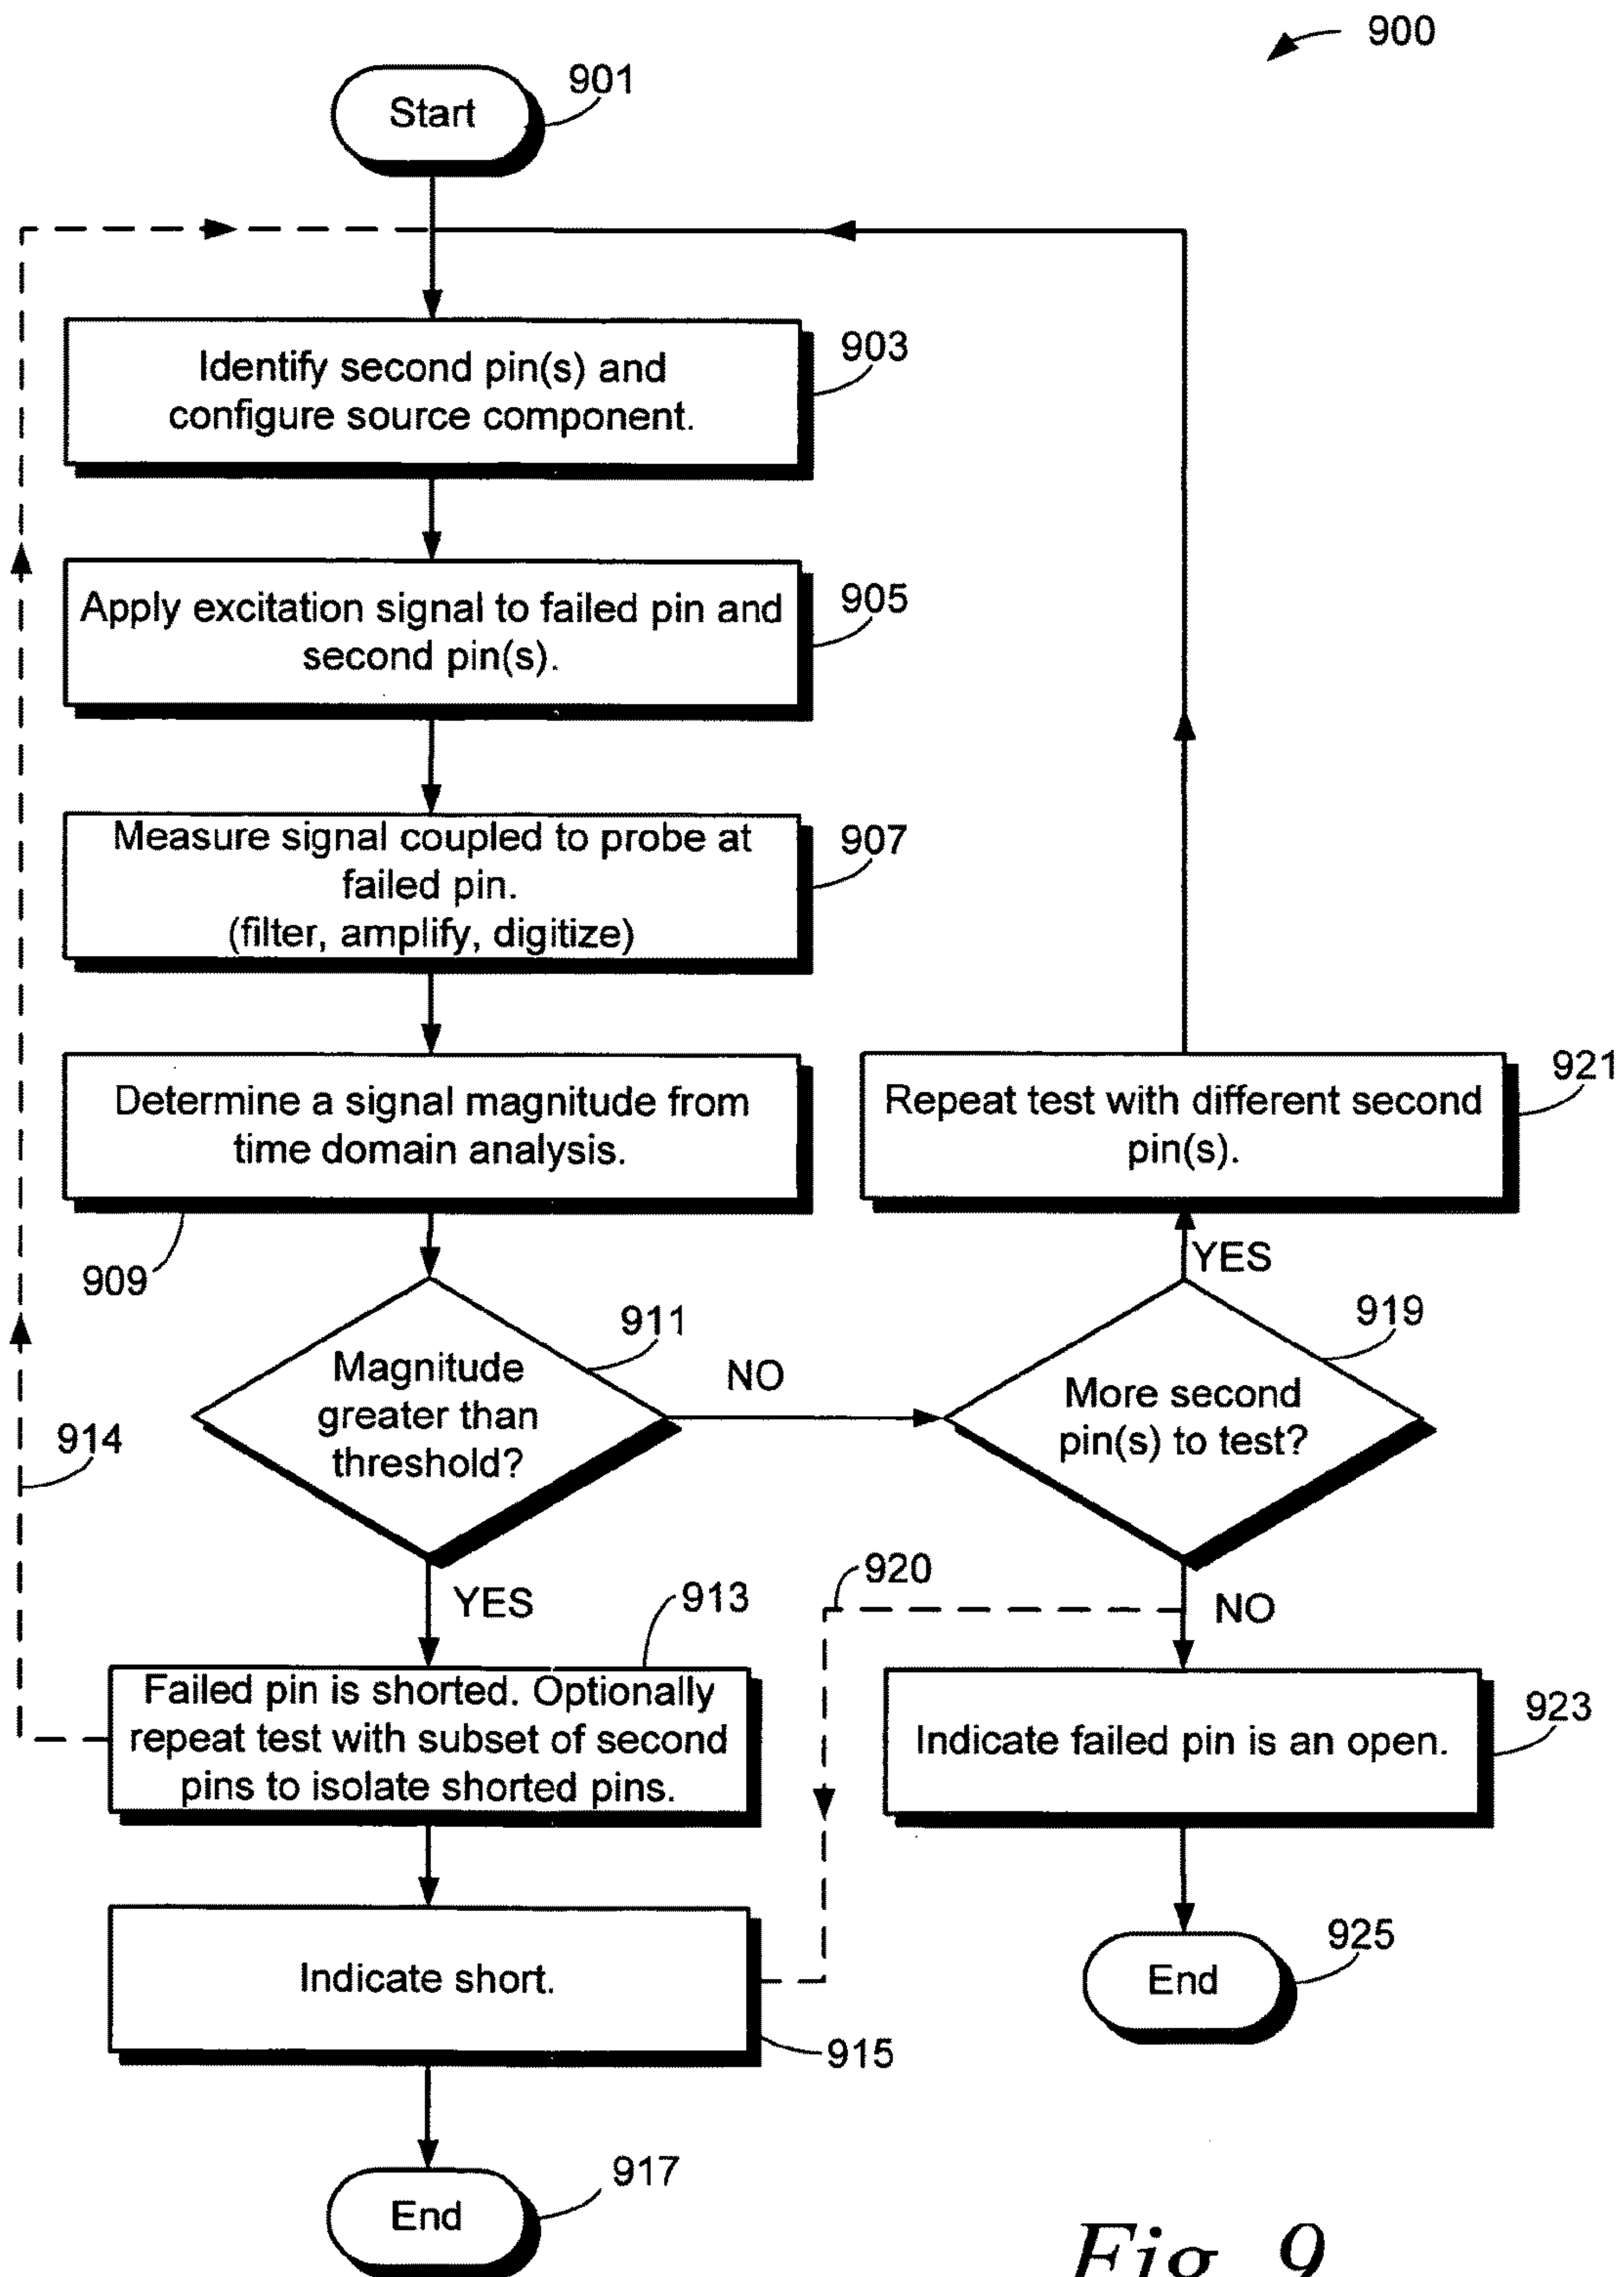 900
Start
901
Identify second pin(s) and
configure source component.
903
Apply excitation signal to failed pin and
second pin(s).
905
Measure signal coupled to probe at
failed pin.
(filter, amplify, digitize)
907
Determine a signal magnitude from
time domain analysis.
909
Repeat test with different second
pin(s).
921
YES
Magnitude
greater than
threshold?
911
NO
More second
pin(s) to test?
919
914
YES
913
920
NO
Failed pin is shorted. Optionally
repeat test with subset of second
pins to isolate shorted pins.
Indicate failed pin is an open.
923
Indicate short.
915
End
925
End
917
Fig. 9